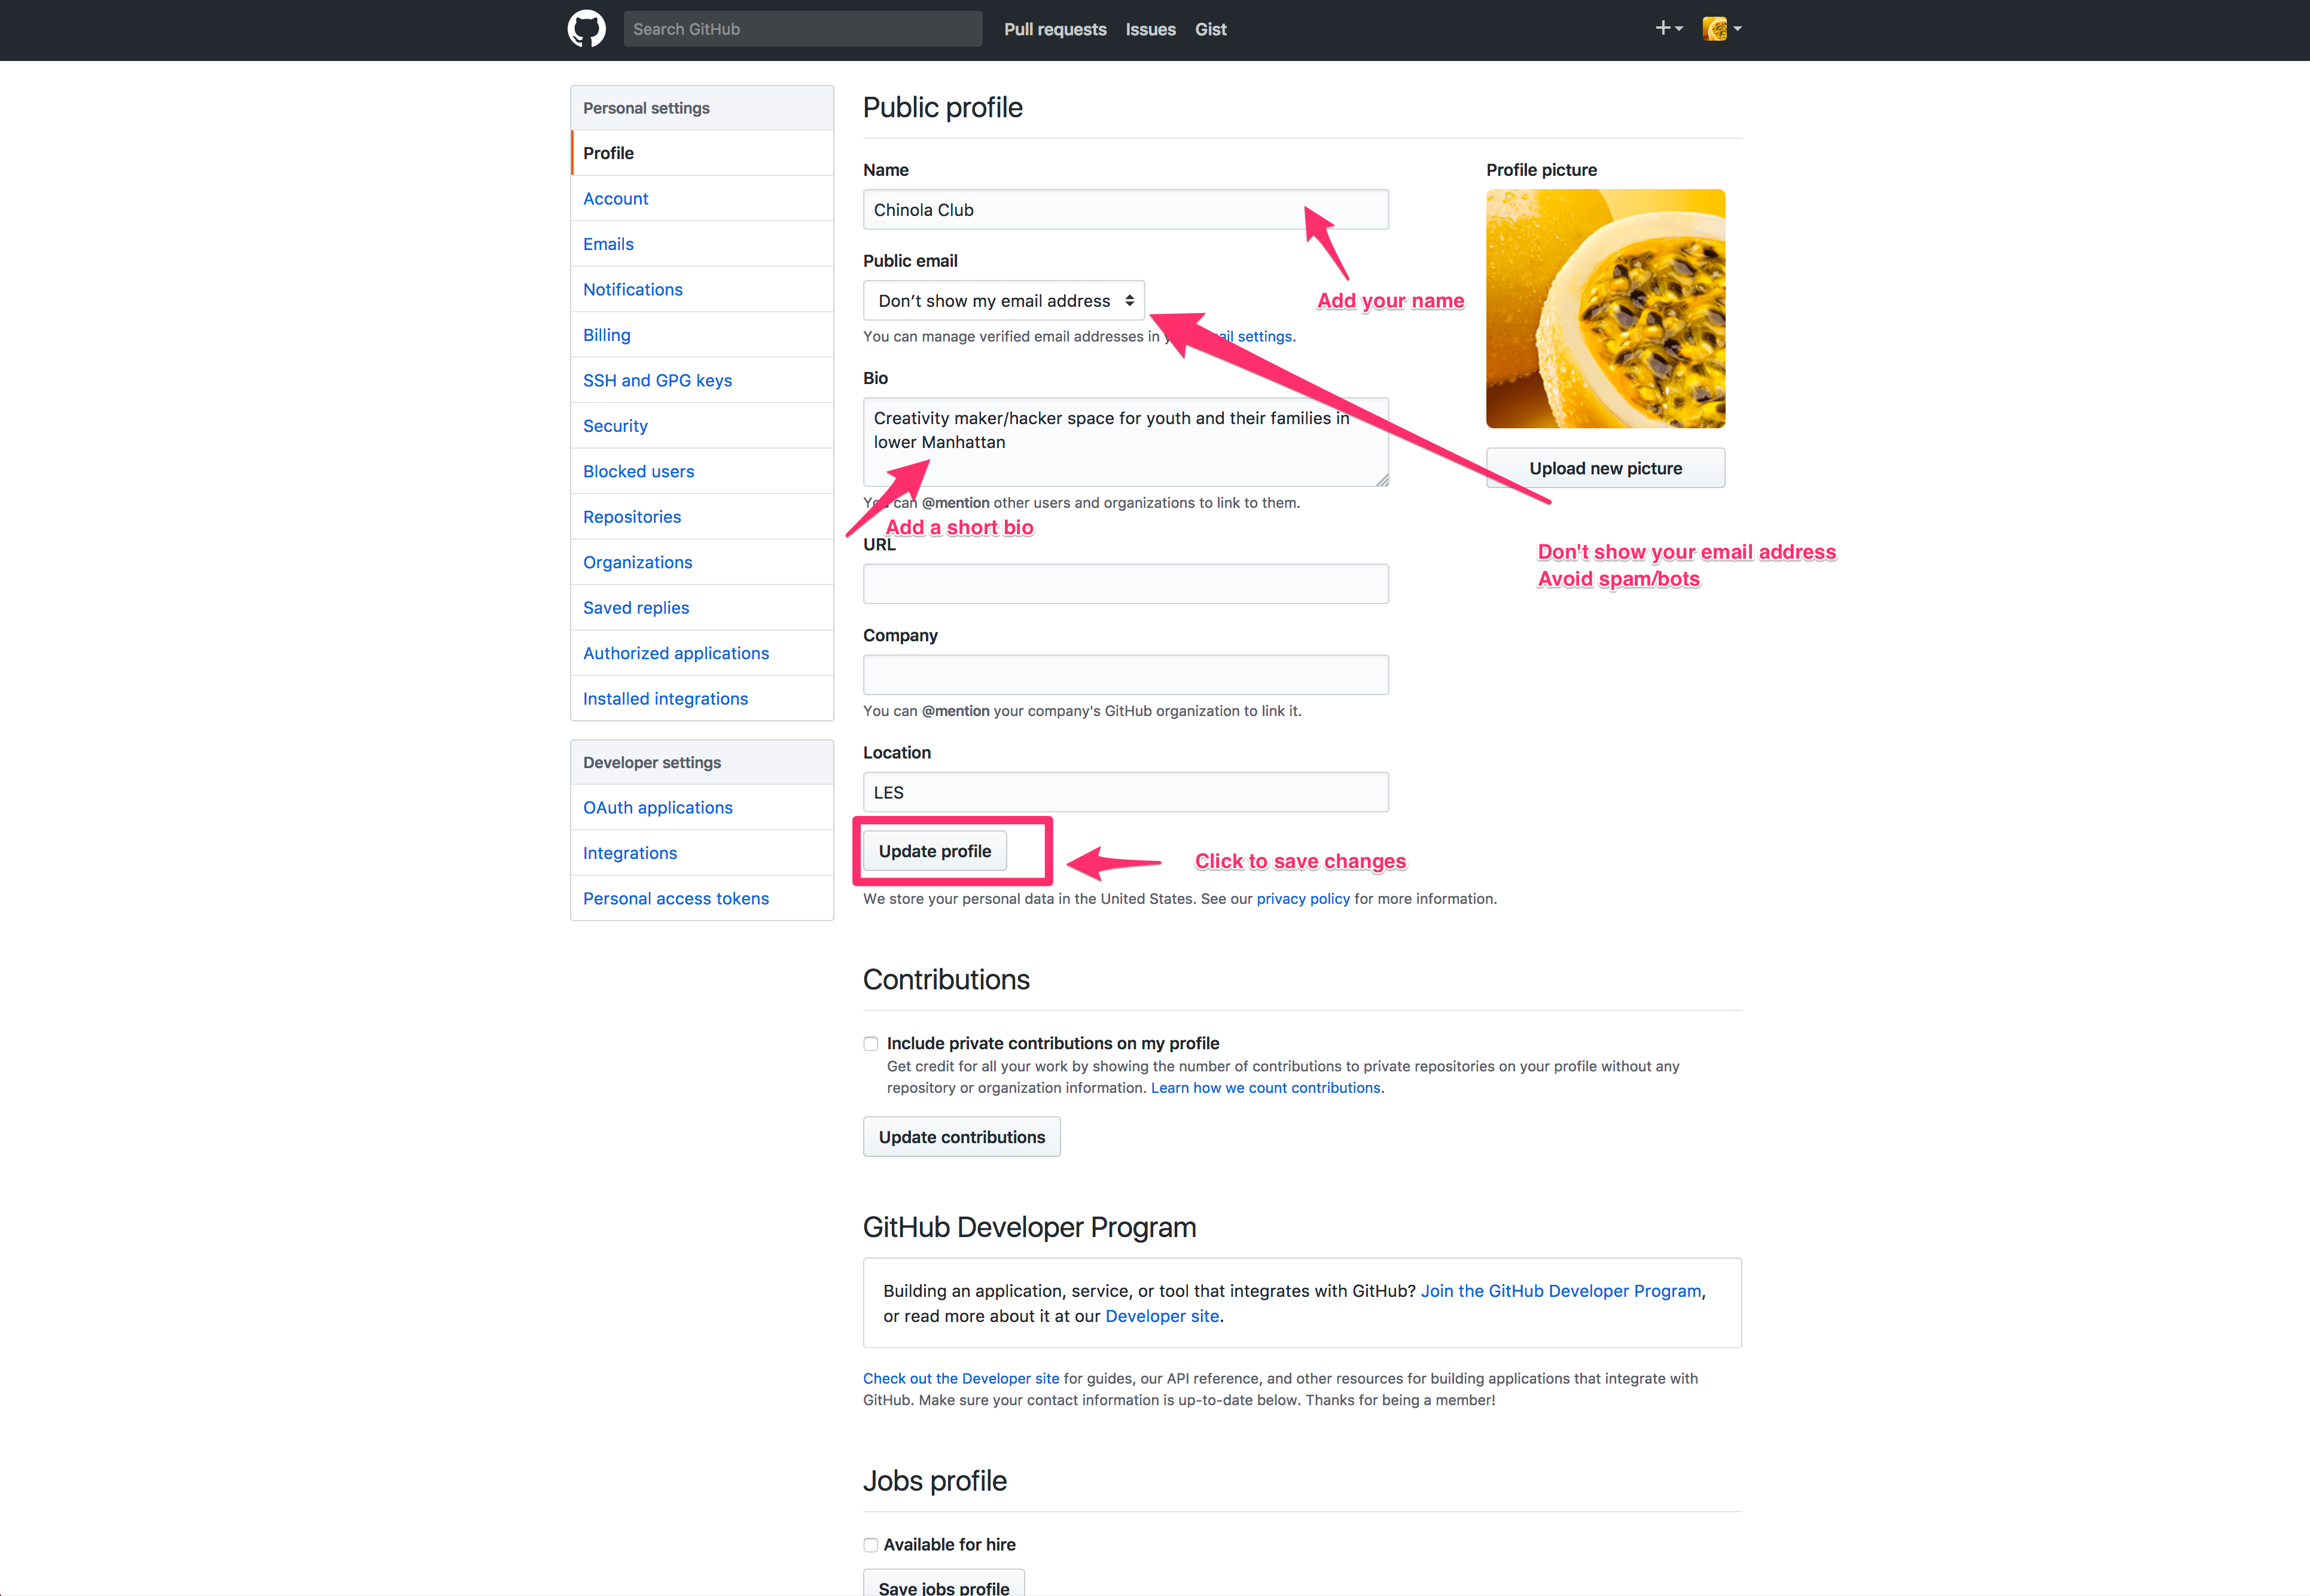 Search GitHub
Pull requests
Issues
Gist
Personal settings
Profile
Account
Emails
Notifications
Billing
SSH and GPG keys
Security
Blocked users
Repositories
Organizations
Saved replies
Authorized applications
Installed integrations
Developer settings
OAuth applications
Integrations
Personal access tokens
Public profile
Name
Chinola Club
Add your name
Public email
Don’t show my email address
You can manage verified email addresses in settings.
Bio
Creativity maker/hacker space for youth and their families in
lower Manhattan
You can @mention other users and organizations to link to them.
Add a short bio
URL
Company
You can @mention your company's GitHub organization to link it.
Location
LES
Update profile
Click to save changes
We store your personal data in the United States. See our privacy policy for more information.
Profile picture
Upload new picture
Don't show your email address
Avoid spam/bots
Contributions
Include private contributions on my profile
Get credit for all your work by showing the number of contributions to private repositories on your profile without any
repository or organization information. Learn how we count contributions.
Update contributions
GitHub Developer Program
Building an application, service, or tool that integrates with GitHub? Join the GitHub Developer Program,
or read more about it at our Developer site.
Check out the Developer site for guides, our API reference, and other resources for building applications that integrate with
GitHub. Make sure your contact information is up-to-date below. Thanks for being a member!
Jobs profile
Available for hire
Save jobs profile